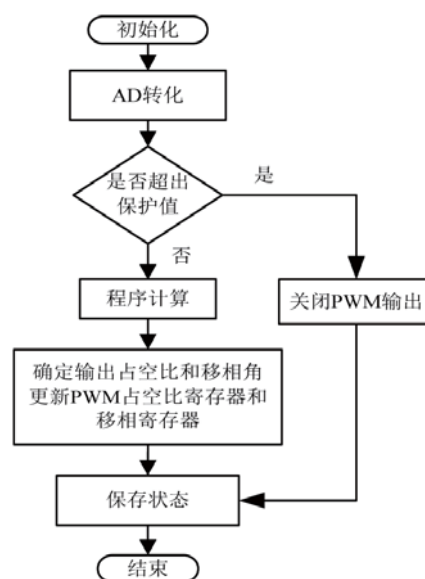 初始化
AD转化
是否超出
保护值
是
否
程序计算
关闭PWM输出
确定输出占空比和移相角
更新PWM占空比寄存器和
移相寄存器
保存状态
结束